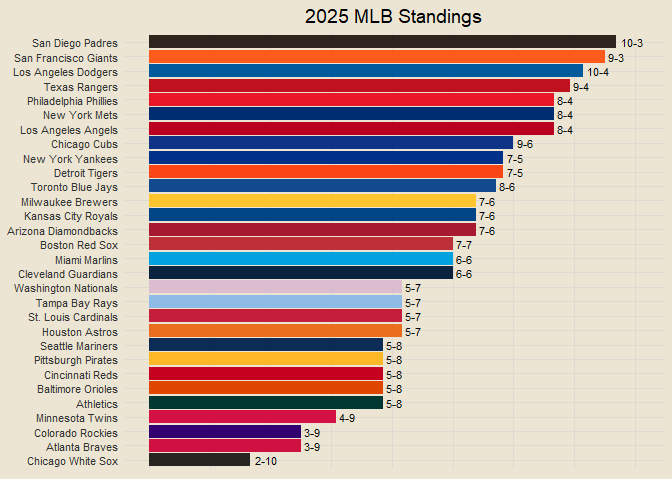 2025 MLB Standings
San Diego Padres 10-3
San Francisco Giants 9-3
Los Angeles Dodgers 10-4
Texas Rangers 9-4
Philadelphia Phillies 8-4
New York Mets 8-4
Los Angeles Angels 8-4
Chicago Cubs 9-6
New York Yankees 7-5
Detroit Tigers 7-5
Toronto Blue Jays 8-6
Milwaukee Brewers 7-6
Kansas City Royals 7-6
Arizona Diamondbacks 7-6
Boston Red Sox 7-7
Miami Marlins 6-6
Cleveland Guardians 6-6
Washington Nationals 5-7
Tampa Bay Rays 5-7
St. Louis Cardinals 5-7
Houston Astros 5-7
Seattle Mariners 5-8
Pittsburgh Pirates 5-8
Cincinnati Reds 5-8
Baltimore Orioles 5-8
Athletics 5-8
Minnesota Twins 4-9
Colorado Rockies 3-9
Atlanta Braves 3-9
Chicago White Sox 2-10